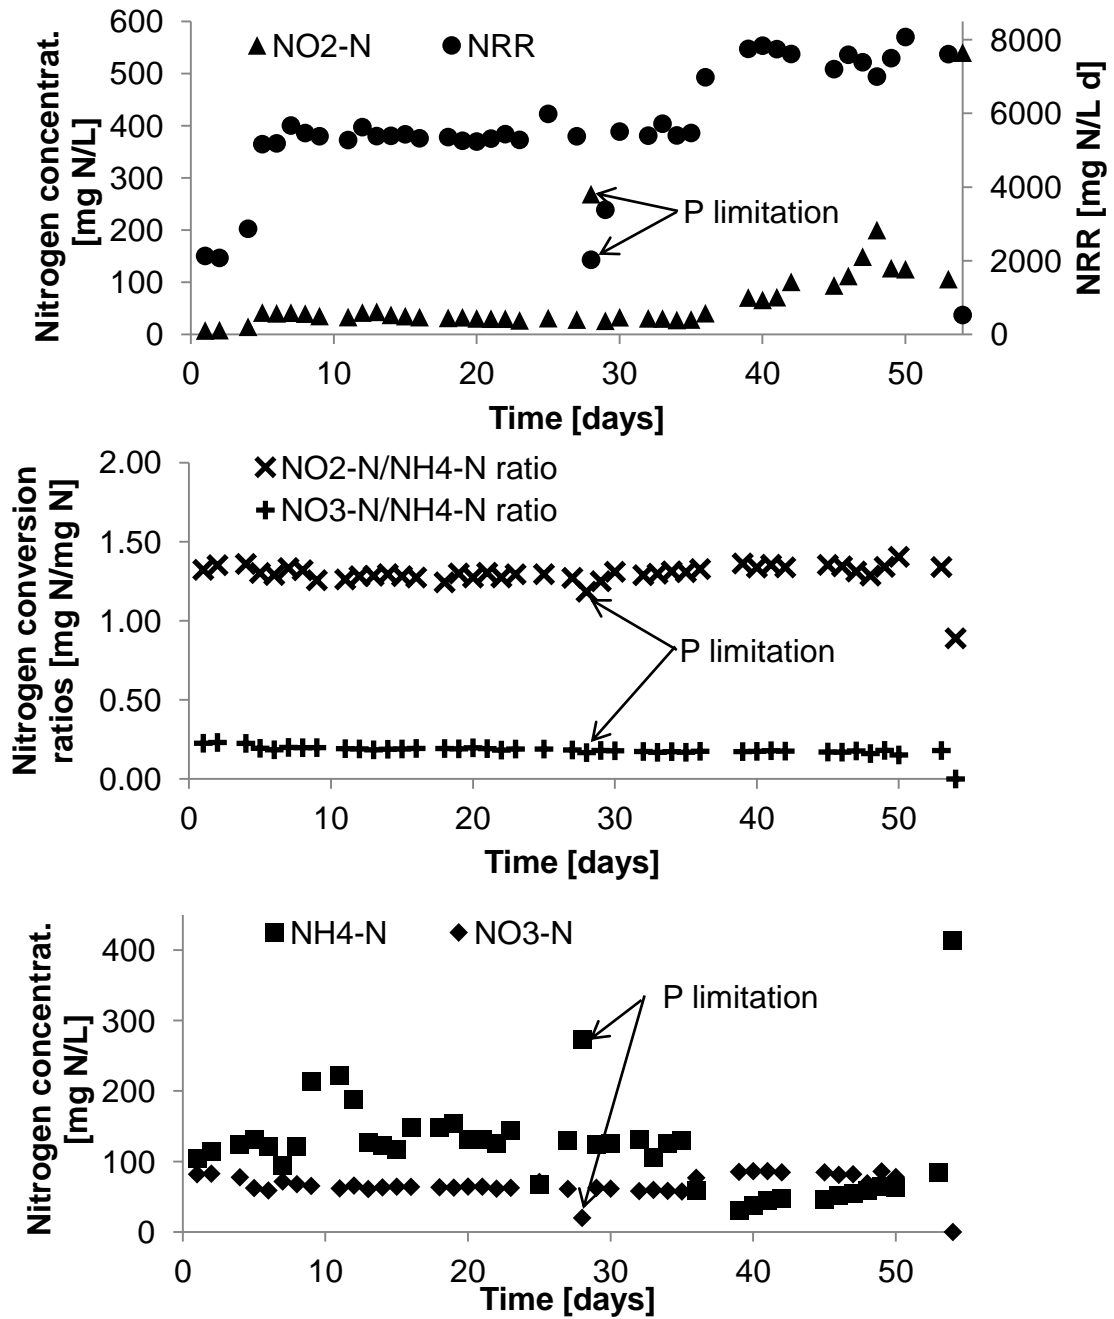 600
500
400
300
200
100
0
Nitrogen concentrat.
[mg N/L]
NO2-N
NRR
P limitation
8000
6000
4000
2000
0
NRR [mg N/L d]
0 10 20 30 40 50
Time [days]
2.00
1.50
1.00
0.50
0.00
Nitrogen conversion
ratios [mg N/mg N]
NO2-N/NH4-N ratio
NO3-N/NH4-N ratio
P limitation
0 10 20 30 40 50
Time [days]
400
300
200
100
0
Nitrogen concentrat.
[mg N/L]
NH4-N
NO3-N
P limitation
0 10 20 30 40 50
Time [days]